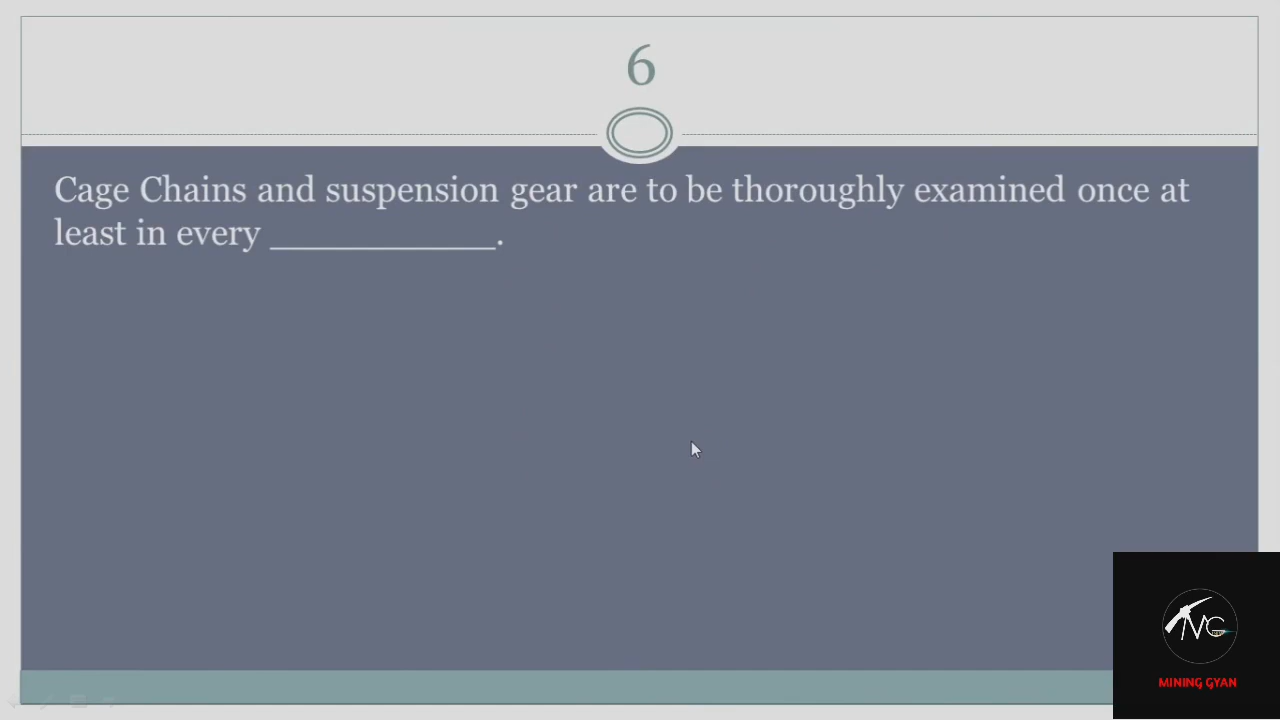 6
Cage Chains and suspension gear are to be thoroughly examined once at
least in every ____________.
MG
MINING GYAN